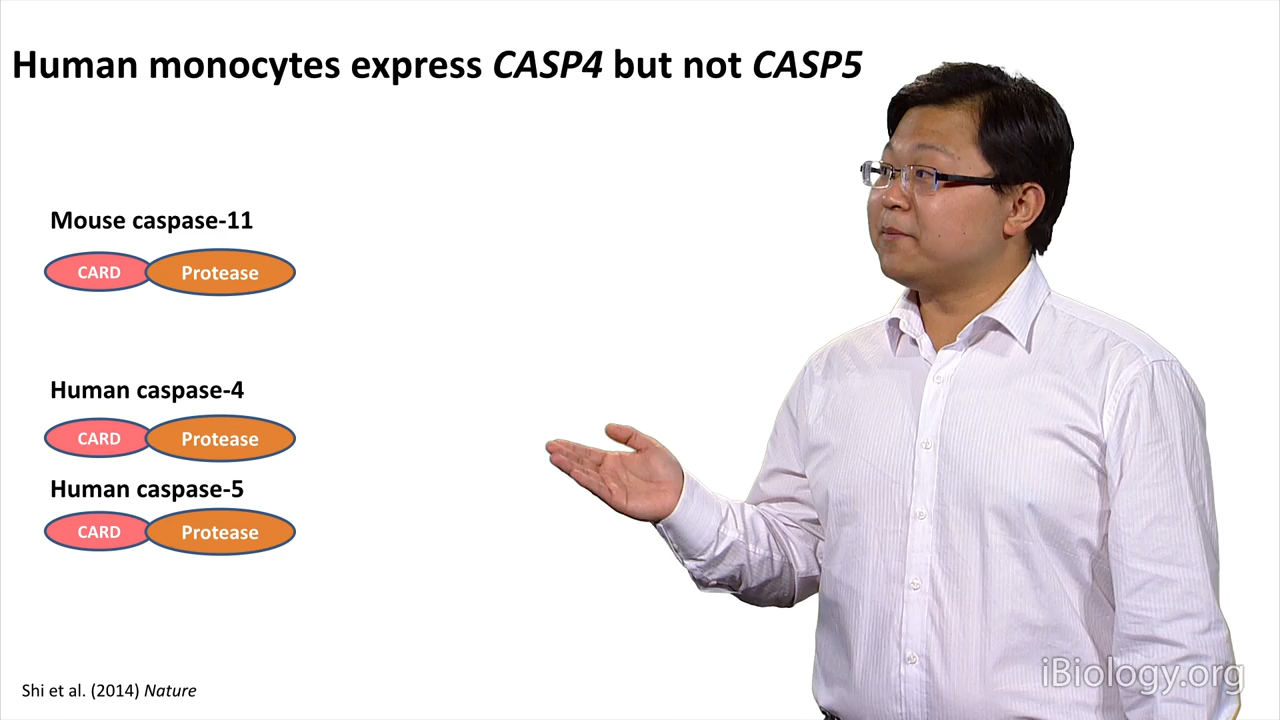 Human monocytes express CASP4 but not CASP5
Mouse caspase-11
CARD Protease
Human caspase-4
CARD Protease
Human caspase-5
CARD Protease
Shi et al. (2014) Nature
iBiology.org